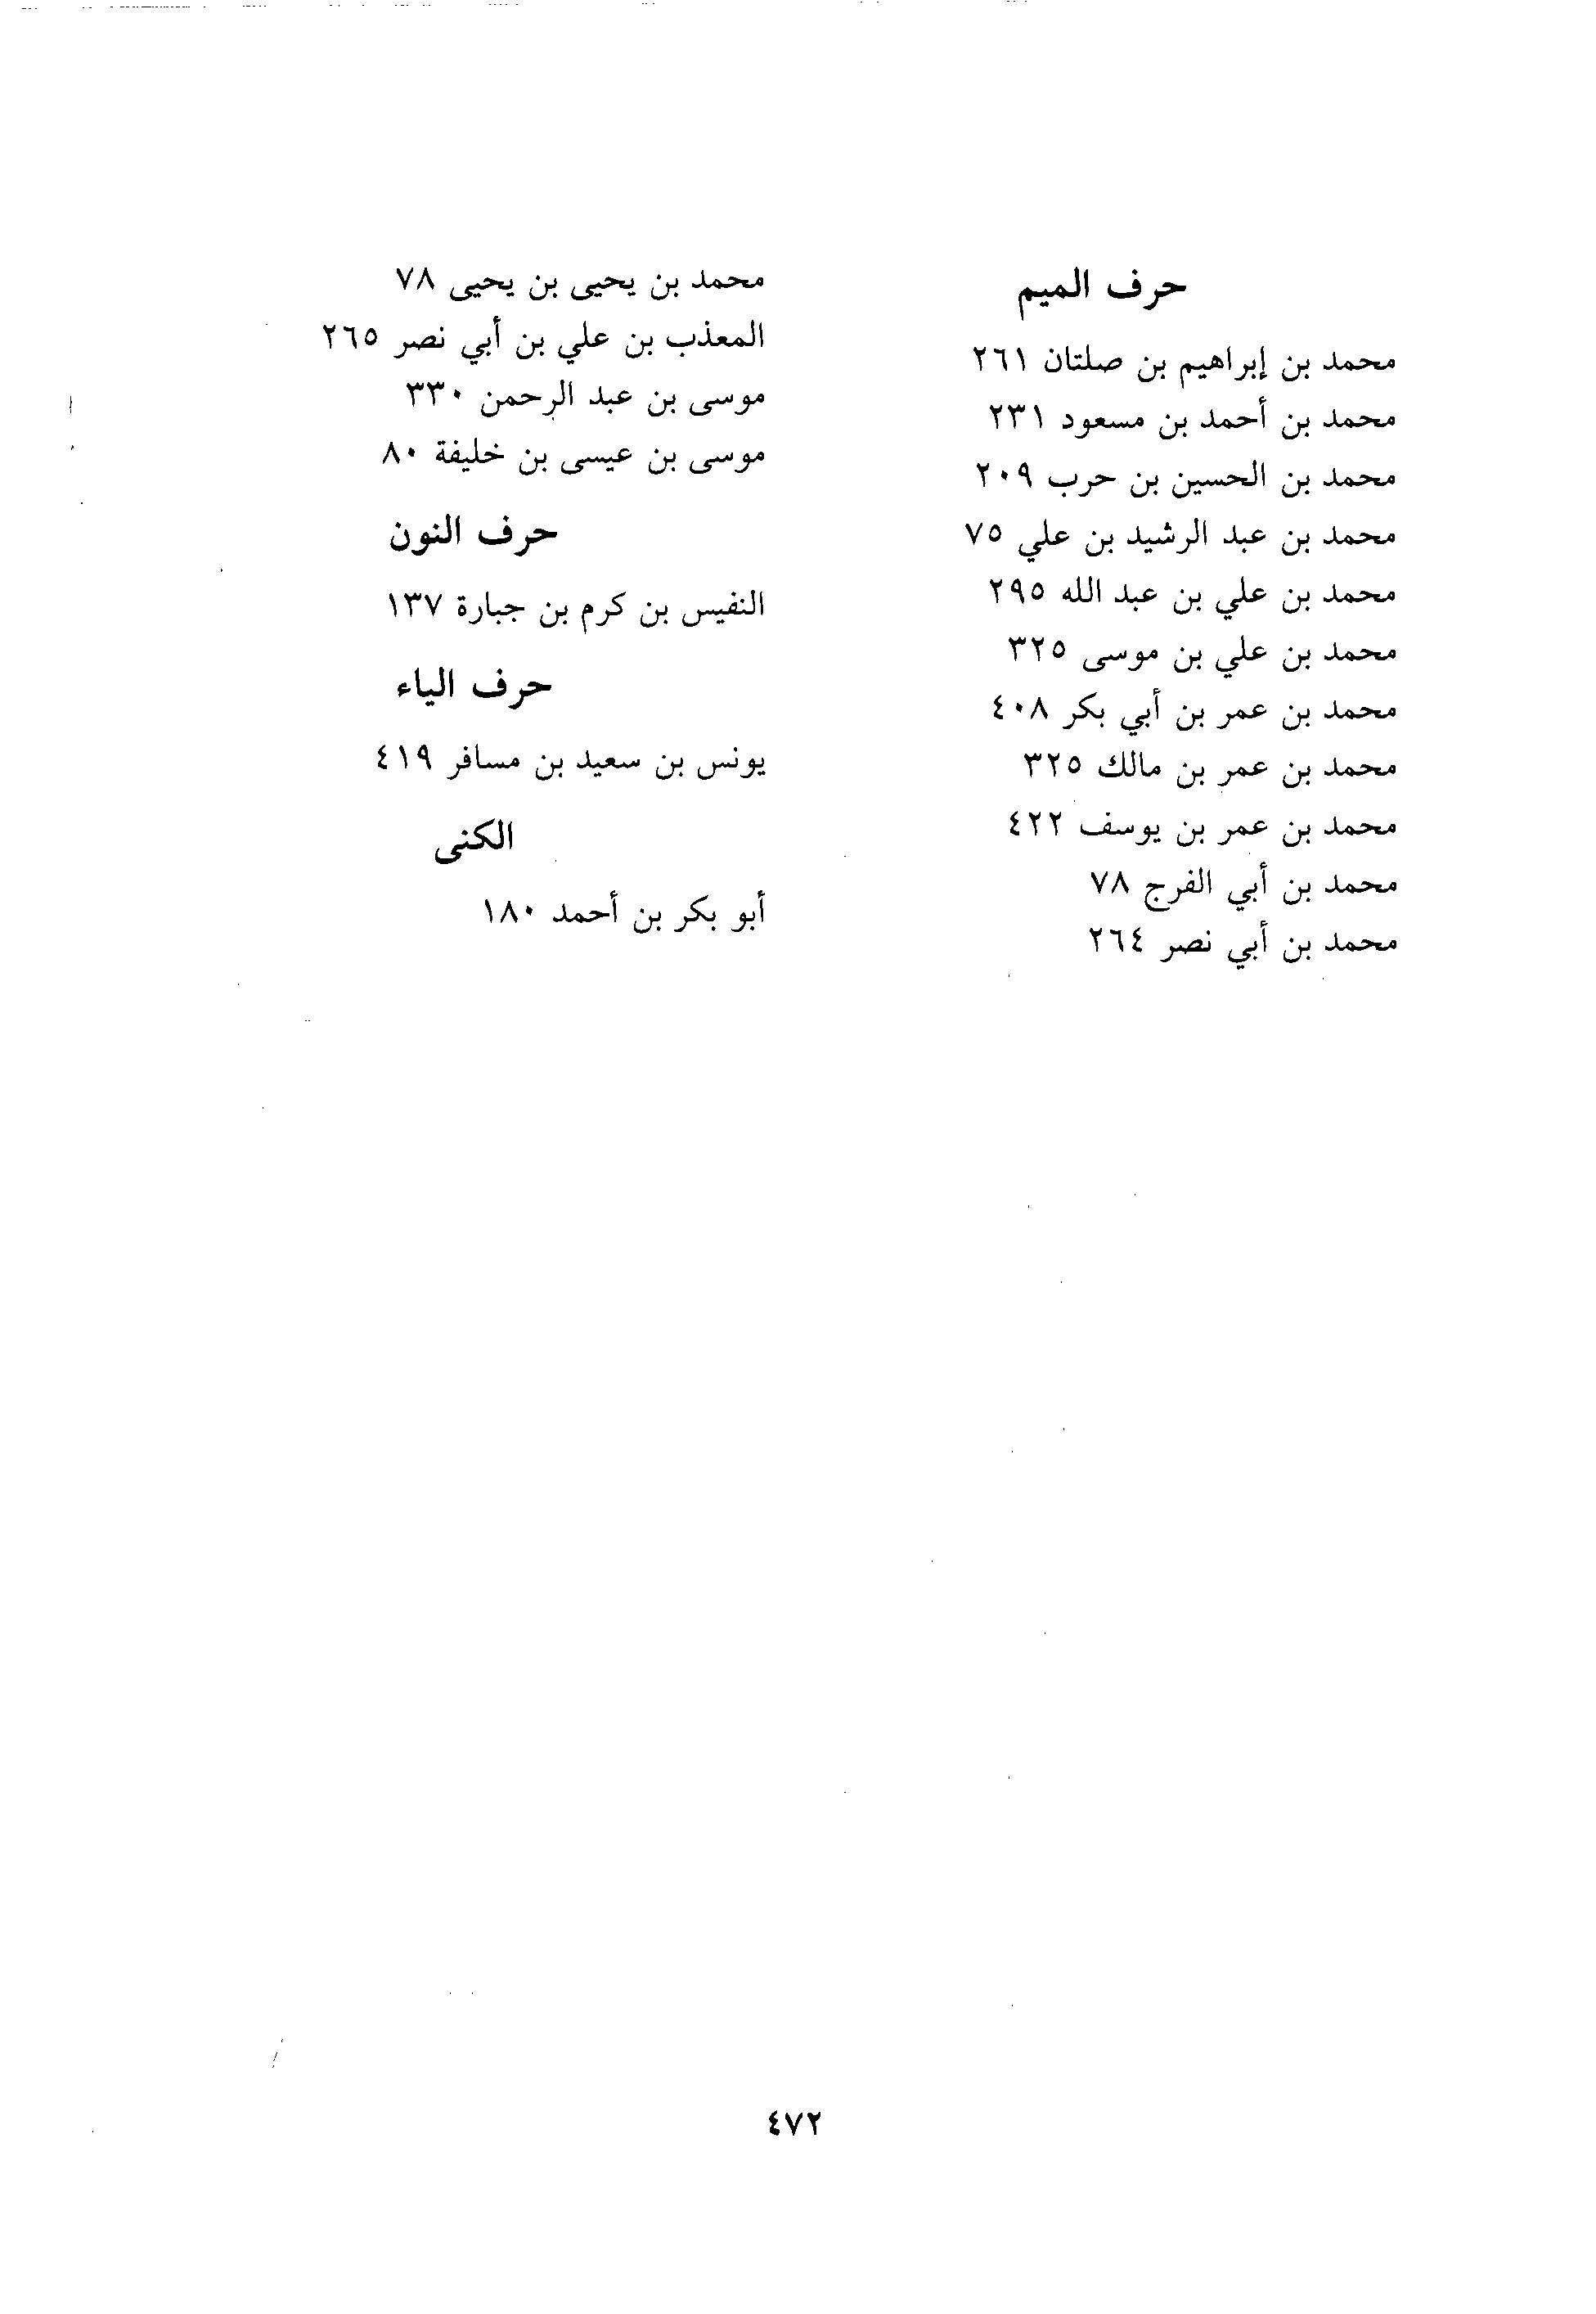 حرف الميم
محمد بن إبراهيم بن صلتان ٢٦١
محمد بن أحمد بن مسعود ٢٣١
محمد بن الحسين بن حرب ٢٠٩
محمد بن عبد الرشيد بن علي ٧٥
محمد بن علي بن عبد الله ٢٩٥
محمد بن علي بن موسى ٣٢٥
محمد بن عمر بن أبي بكر ٤٠٨
محمد بن عمر بن مالك ٣٢٥
محمد بن عمر بن يوسف ٤٢٢
محمد بن أبي الفرج ٧٨
محمد بن أبي نصر ٢٦٤
محمد بن يحيى بن يحيى ٧٨
المعذب بن علي بن أبي نصر ٢٦٥
موسى بن عبد الرحمن ٣٣٠
موسى بن عيسى بن خليفة ٨٠
حرف النون
النفيس بن كرم بن جبارة ١٣٧
حرف الياء
يونس بن سعيد بن مسافر ٤١٩
الكنى
أبو بكر بن أحمد ١٨٠
٤٧٢